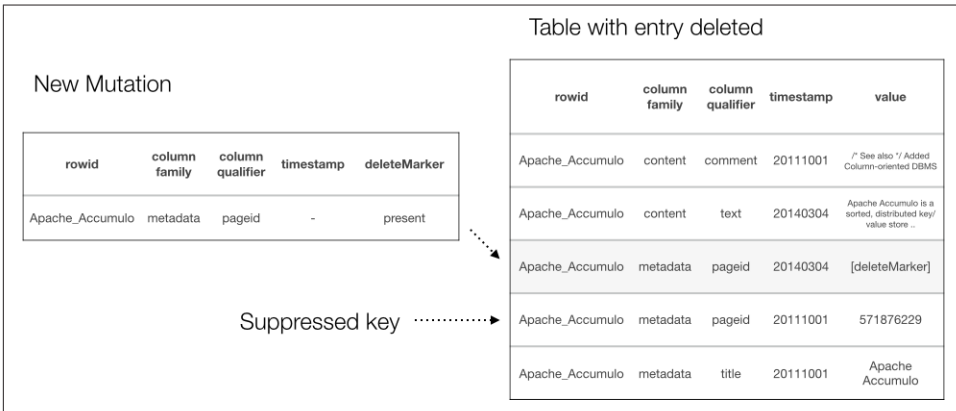 Table with entry deleted
New Mutation
rowid column family column qualifier timestamp deleteMarker
Apache_Accumulo metadata pageid - present
Suppressed key
rowid column family column qualifier timestamp value
Apache_Accumulo content comment 20111001 /* See also */ Added Column-oriented DBMS
Apache_Accumulo content text 20140304 Apache Accumulo is a sorted, distributed key/ value store ..
Apache_Accumulo metadata pageid 20140304 [deleteMarker]
Apache_Accumulo metadata pageid 20111001 571876229
Apache_Accumulo metadata title 20111001 Apache Accumulo